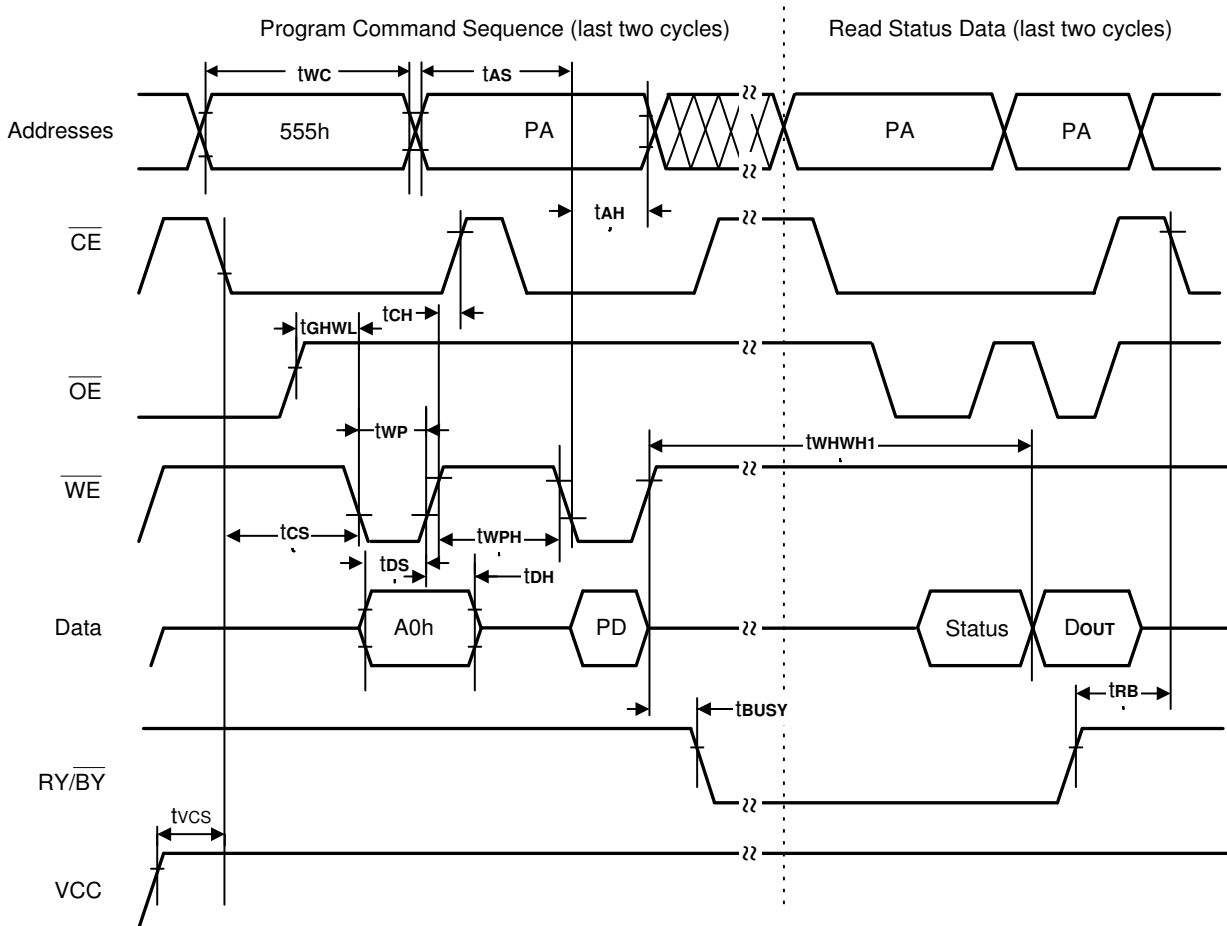 Program Command Sequence (last two cycles) Read Status Data (last two cycles)
tWC tAS
Addresses 555h PA PA PA
tAH
CE
tCH
tGHWL
OE
tWP
tWHWH1
WE
tCS tWPH
tDS tDH
Data A0h PD Status DOUT
tRB
tBUSY
RY/BY
tVCS
VCC